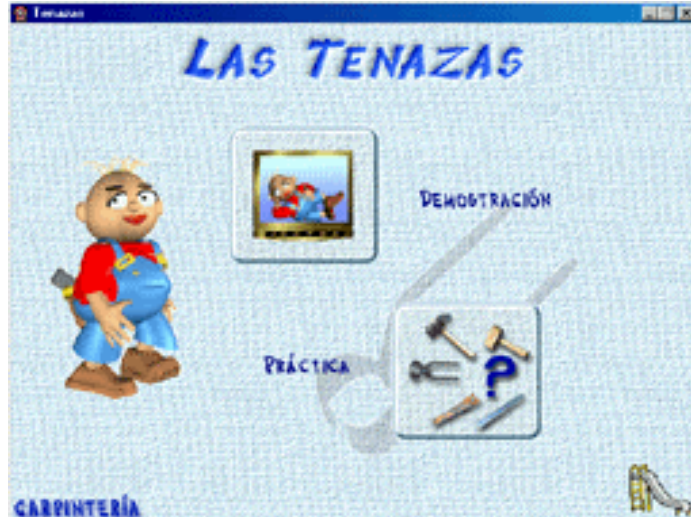 Tenazas
LAS TENAZAS
DEMOSTRACIÓN
PRÁCTICA
?
CARPINTERÍA